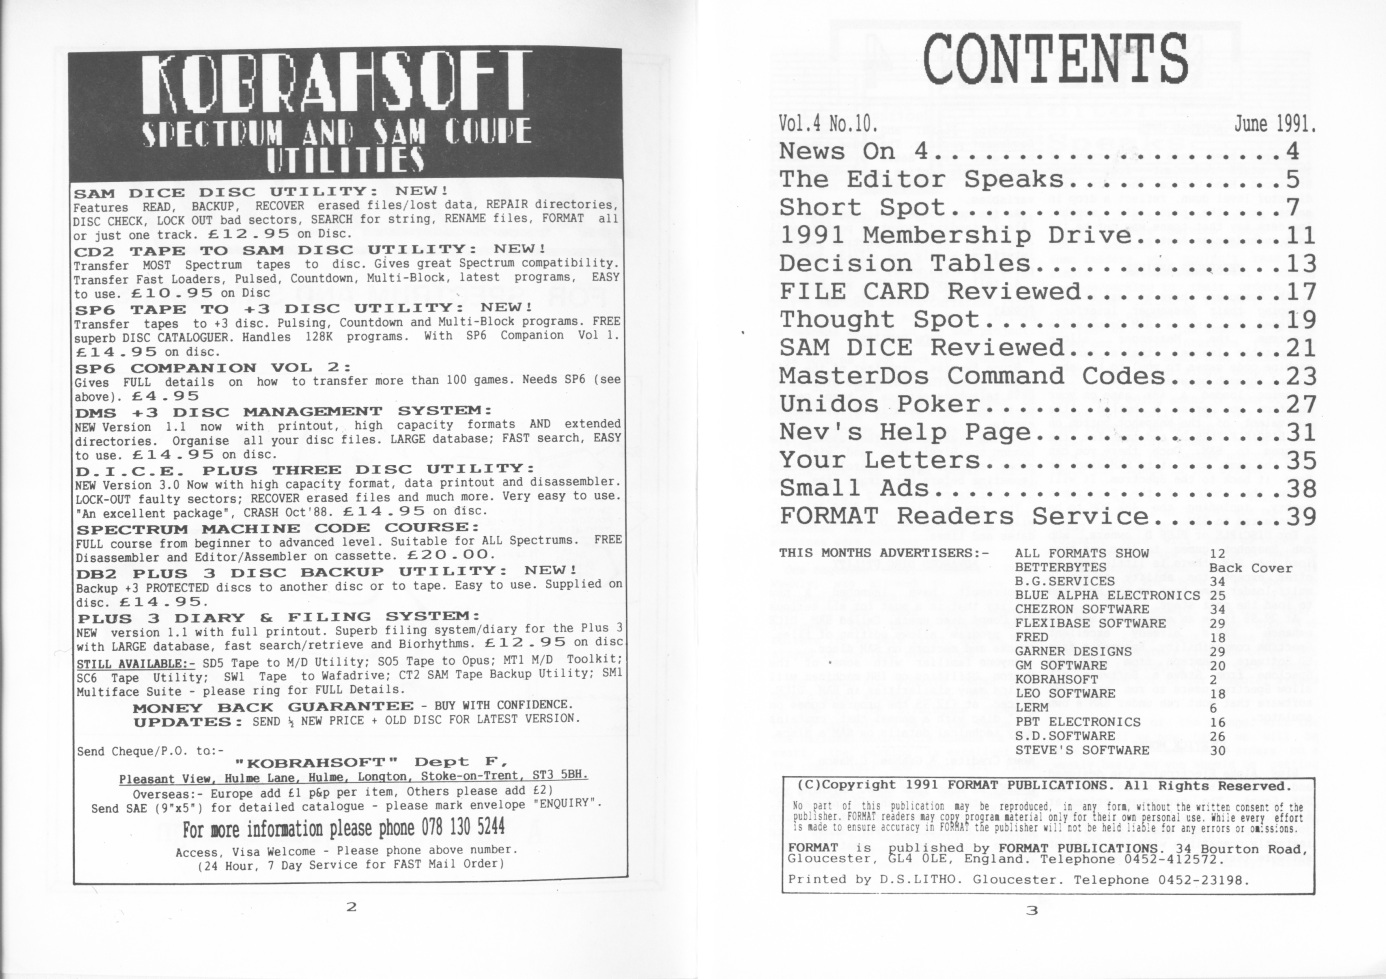 KOBRAHSOFT
SPECTRUM AND SAM COUPE
UTILITIES
SAM DICE DISC UTILITY: NEW!
Features READ, BACKUP, RECOVER erased files/lost data, REPAIR directories,
DISC CHECK, LOCK OUT bad sectors, SEARCH for string, RENAME files, FORMAT all
or just one track. £12.95 on Disc.
CD2 TAPE TO SAM DISC UTILITY: NEW!
Transfer MOST Spectrum tapes to disc. Gives great Spectrum compatibility.
Transfer Fast Loaders, Pulsed, Countdown, Multi-Block, latest programs, EASY
to use. £10.95 on Disc
SP6 TAPE TO +3 DISC UTILITY: NEW!
Transfer tapes to +3 disc. Pulsing, Countdown and Multi-Block programs. FREE
superb DISC CATALOGUER. Handles 128K programs. With SP6 Companion Vol 1.
£14.95 on disc.
SP6 COMPANION VOL 2:
Gives FULL details on how to transfer more than 100 games. Needs SP6 (see
above). £4.95
DMS +3 DISC MANAGEMENT SYSTEM:
NEW Version 1.1 now with printout, high capacity formats AND extended
directories. Organise all your disc files. LARGE database; FAST search, EASY
to use. £14.95 on disc.
D.I.C.E. PLUS THREE DISC UTILITY:
NEW Version 3.0 Now with high capacity format, data printout and disassembler.
LOCK-OUT faulty sectors; RECOVER erased files and much more. Very easy to use.
"An excellent package", CRASH Oct'88. £14.95 on disc.
SPECTRUM MACHINE CODE COURSE:
FULL course from beginner to advanced level. Suitable for ALL Spectrums. FREE
Disassembler and Editor/Assembler on cassette. £20.00.
DB2 PLUS 3 DISC BACKUP UTILITY: NEW!
Backup +3 PROTECTED discs to another disc or to tape. Easy to use. Supplied on
disc. £14.95.
PLUS 3 DIARY & FILING SYSTEM:
NEW version 1.1 with full printout. Superb filing system/diary for the Plus 3
with LARGE database, fast search/retrieve and Biorhythms. £12.95 on disc
STILL AVAILABLE:- SD5 Tape to M/D Utility; SO5 Tape to Opus; MT1 M/D Toolkit;
SC6 Tape Utility; SW1 Tape to Wafadrive; CT2 SAM Tape Backup Utility; SM1
Multiface Suite - please ring for FULL Details.
MONEY BACK GUARANTEE - BUY WITH CONFIDENCE.
UPDATES: SEND ½ NEW PRICE + OLD DISC FOR LATEST VERSION.
Send Cheque/P.O. to:-
"KOBRAHSOFT" Dept F,
Pleasant View, Hulme Lane, Hulme, Longton, Stoke-on-Trent, ST3 5BH.
Overseas:- Europe add £1 p&p per item, Others please add £2)
Send SAE (9"x5") for detailed catalogue - please mark envelope "ENQUIRY".
For more information please phone 078 130 5244
Access, Visa Welcome - Please phone above number.
(24 Hour, 7 Day Service for FAST Mail Order)
2
CONTENTS
Vol.4 No.10. June 1991.
News On 4.....................4
The Editor Speaks.............5
Short Spot....................7
1991 Membership Drive.........11
Decision Tables...............13
FILE CARD Reviewed............17
Thought Spot..................19
SAM DICE Reviewed.............21
MasterDos Command Codes.......23
Unidos Poker..................27
Nev's Help Page...............31
Your Letters..................35
Small Ads.....................38
FORMAT Readers Service........39
THIS MONTHS ADVERTISERS:- ALL FORMATS SHOW 12
BETTERBYTES Back Cover
B.G.SERVICES 34
BLUE ALPHA ELECTRONICS 25
CHEZRON SOFTWARE 34
FLEXIBASE SOFTWARE 29
FRED 18
GARNER DESIGNS 29
GM SOFTWARE 20
KOBRAHSOFT 2
LEO SOFTWARE 18
LERM 6
PBT ELECTRONICS 16
S.D.SOFTWARE 26
STEVE'S SOFTWARE 30
(C)Copyright 1991 FORMAT PUBLICATIONS. All Rights Reserved.
No part of this publication may be reproduced, in any form, without the written consent of the
publisher. FORMAT readers may copy program material only for their own personal use. While every effort
is made to ensure accuracy in FORMAT the publisher will not be held liable for any errors or omissions.
FORMAT is published by FORMAT PUBLICATIONS. 34 Bourton Road,
Gloucester, GL4 0LE, England. Telephone 0452-412572.
Printed by D.S.LITHO. Gloucester. Telephone 0452-23198.
3